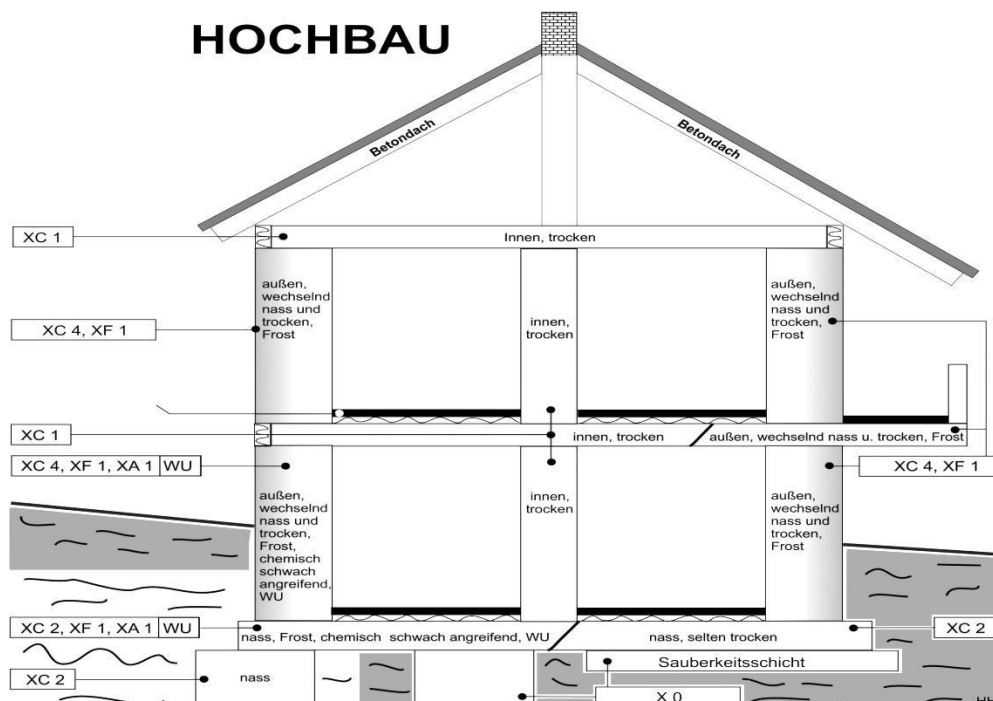 HOCHBAU
Betondach
Betondach
XC 1
Innen, trocken
außen,
wechselnd
nass und
trocken,
Frost
XC 4, XF 1
innen,
trocken
außen,
wechselnd
nass und
trocken,
Frost
XC 1
innen, trocken
außen, wechselnd nass u. trocken, Frost
XC 4, XF 1, XA 1 WU
XC 4, XF 1
außen,
wechselnd
nass und
trocken,
Frost,
chemisch
schwach
angreifend,
WU
innen,
trocken
außen,
wechselnd
nass und
trocken,
Frost
XC 2, XF 1, XA 1 WU
nass, Frost, chemisch schwach angreifend, WU
nass, selten trocken
XC 2
Sauberkeitsschicht
XC 2
nass
X 0